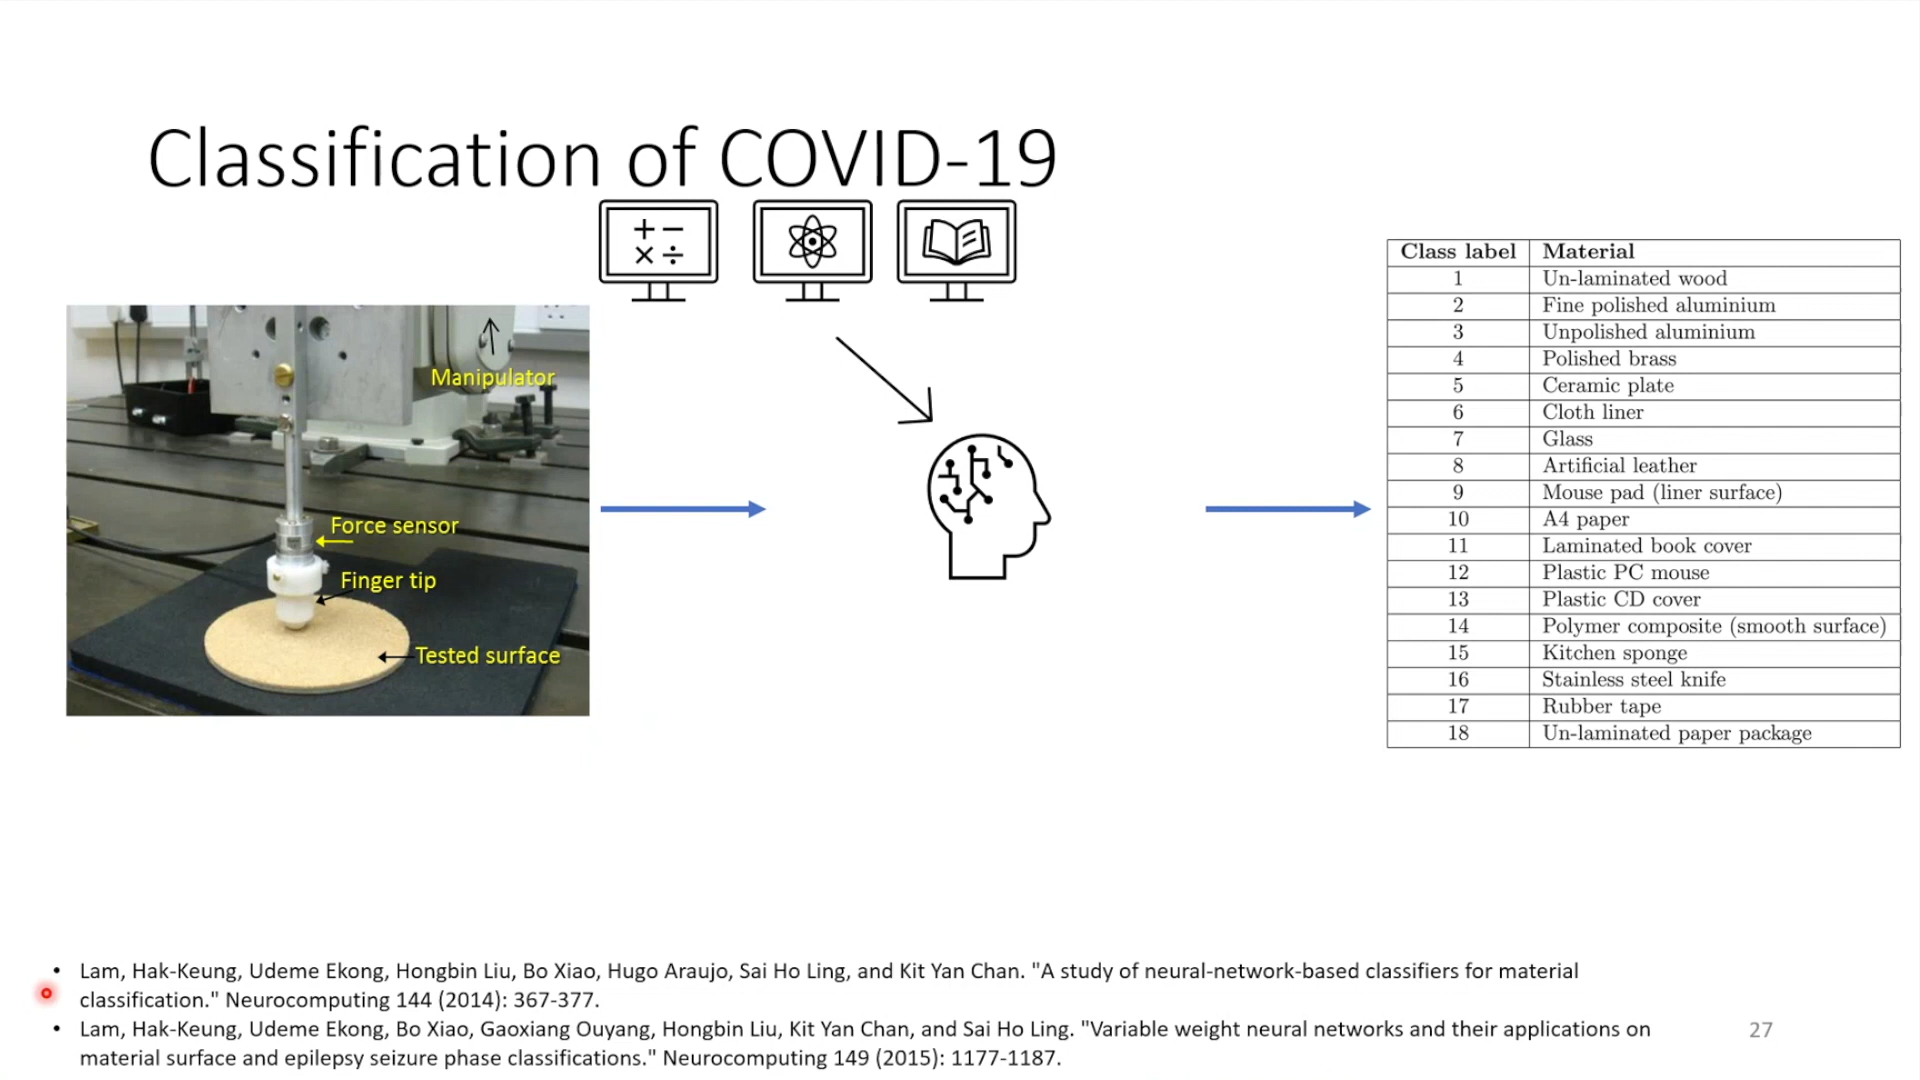 Classification of COVID-19
+ −
× ÷
Manipulator
Force sensor
Finger tip
Tested surface
Class label Material
1 Un-laminated wood
2 Fine polished aluminium
3 Unpolished aluminium
4 Polished brass
5 Ceramic plate
6 Cloth liner
7 Glass
8 Artificial leather
9 Mouse pad (liner surface)
10 A4 paper
11 Laminated book cover
12 Plastic PC mouse
13 Plastic CD cover
14 Polymer composite (smooth surface)
15 Kitchen sponge
16 Stainless steel knife
17 Rubber tape
18 Un-laminated paper package
• Lam, Hak-Keung, Udeme Ekong, Hongbin Liu, Bo Xiao, Hugo Araujo, Sai Ho Ling, and Kit Yan Chan. "A study of neural-network-based classifiers for material
classification." Neurocomputing 144 (2014): 367-377.
• Lam, Hak-Keung, Udeme Ekong, Bo Xiao, Gaoxiang Ouyang, Hongbin Liu, Kit Yan Chan, and Sai Ho Ling. "Variable weight neural networks and their applications on
material surface and epilepsy seizure phase classifications." Neurocomputing 149 (2015): 1177-1187.
27